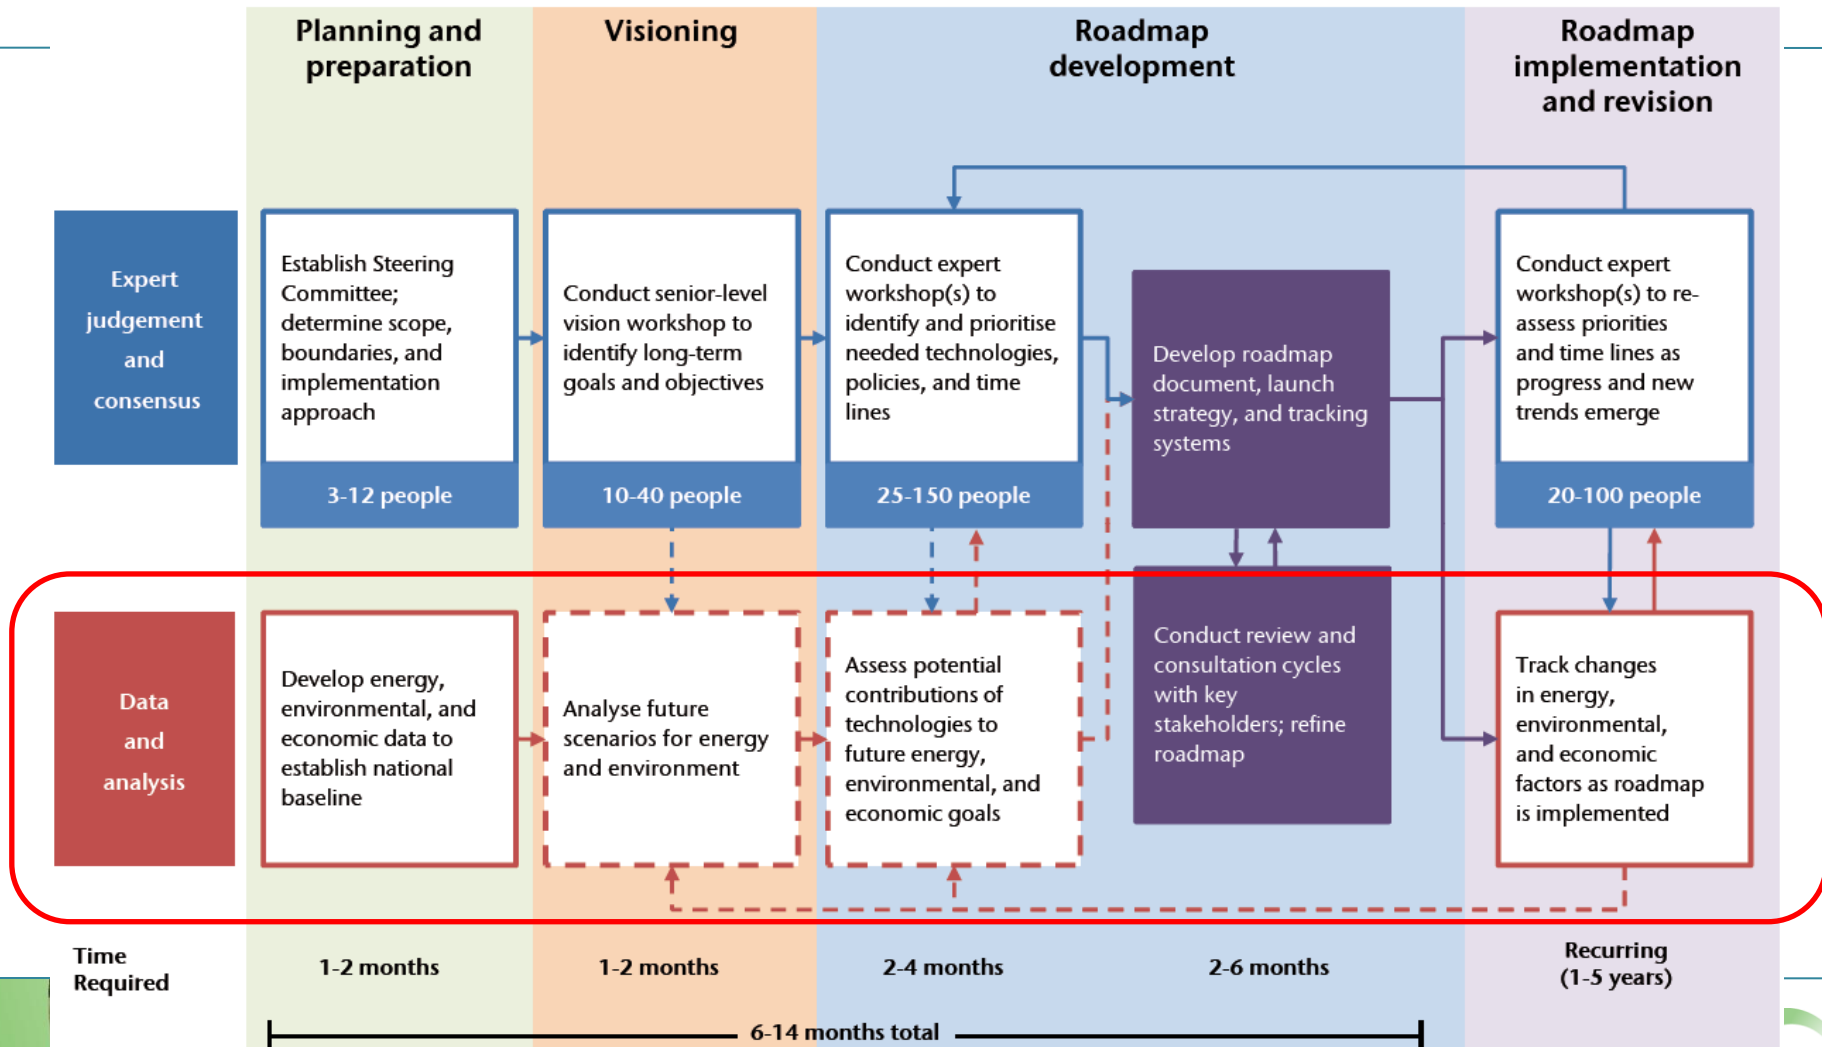 Planning and
preparation
Visioning
Roadmap
development
Roadmap
implementation
and revision
Expert
judgement
and
consensus
Establish Steering
Committee;
determine scope,
boundaries, and
implementation
approach
3-12 people
Conduct senior-level
vision workshop to
identify long-term
goals and objectives
10-40 people
Conduct expert
workshop(s) to
identify and prioritise
needed technologies,
policies, and time
lines
25-150 people
Develop roadmap
document, launch
strategy, and tracking
systems
Conduct expert
workshop(s) to re-
assess priorities
and time lines as
progress and new
trends emerge
20-100 people
Data
and
analysis
Develop energy,
environmental, and
economic data to
establish national
baseline
Analyse future
scenarios for energy
and environment
Assess potential
contributions of
technologies to
future energy,
environmental, and
economic goals
Conduct review and
consultation cycles
with key
stakeholders; refine
roadmap
Track changes
in energy,
environmental,
and economic
factors as roadmap
is implemented
Time
Required
1-2 months
1-2 months
2-4 months
2-6 months
Recurring
(1-5 years)
6-14 months total